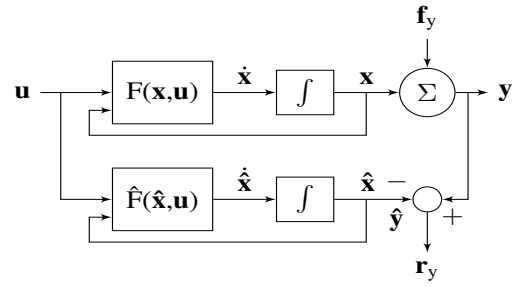 f_y
u F(x,u) ẋ ∫ x Σ y
F̂(x̂,u) x̂̇ ∫ x̂ −
ŷ +
r_y